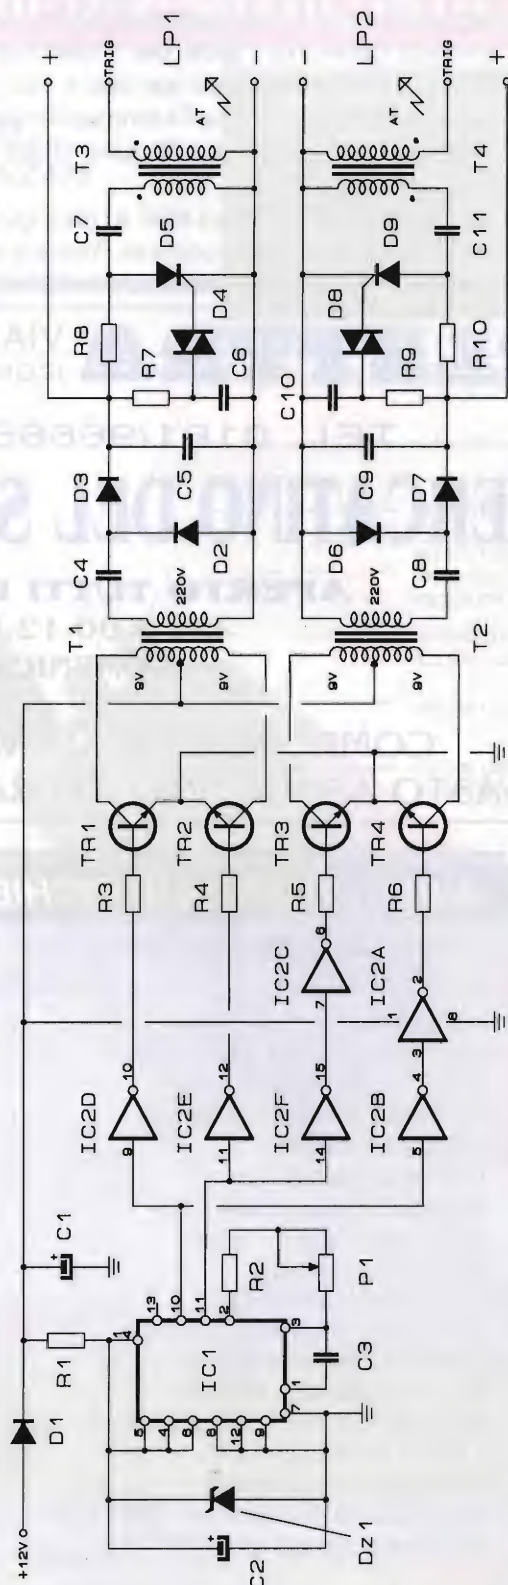 +12V
D1
R1
C1
C2
Dz1
IC1
14
13
10
11
2
3
1
7
5
4
6
8
12
9
R2
P1
C3
IC2D
9
10
IC2E
11
12
IC2F
14
15
IC2B
5
4
IC2C
7
6
IC2A
1
3
2
8
R3
R4
R5
R6
TR1
TR2
TR3
TR4
T1
9V
9V
220V
T2
9V
9V
220V
C4
D3
D2
C5
R8
R7
D4
C6
D5
C7
T3
AT
+
TRIG
LP1
-
D6
C8
C9
D7
C10
R9
D8
R10
D9
C11
T4
AT
-
LP2
TRIG
+